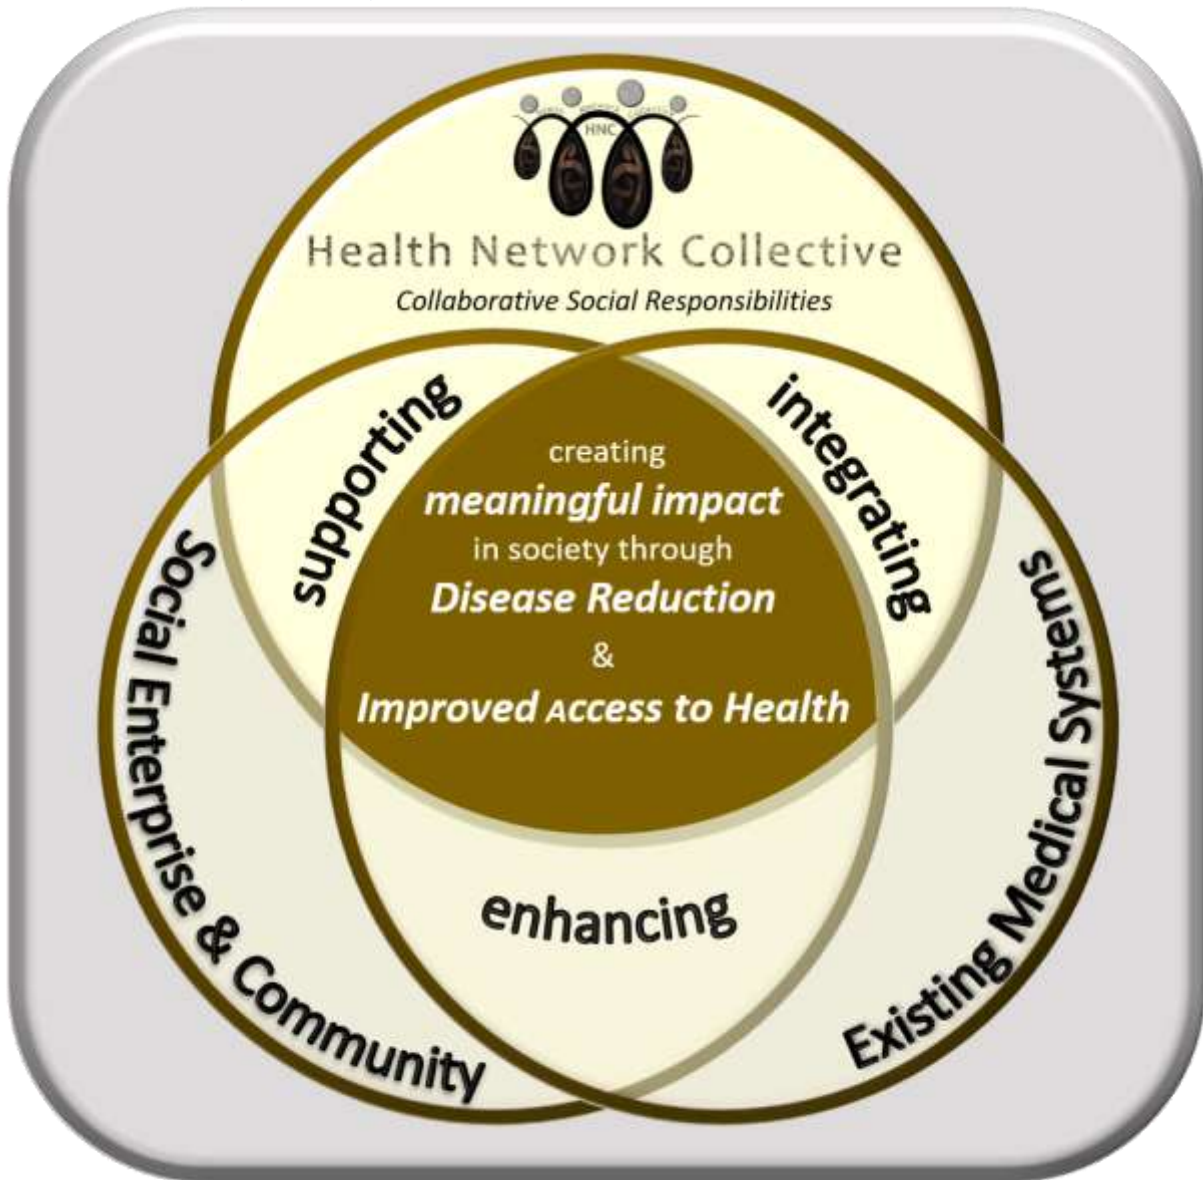 HNC
Health Network Collective
Collaborative Social Responsibilities
supporting
integrating
creating
meaningful impact
in society through
Disease Reduction
&
Improved Access to Health
Social Enterprise & Community
Existing Medical Systems
enhancing